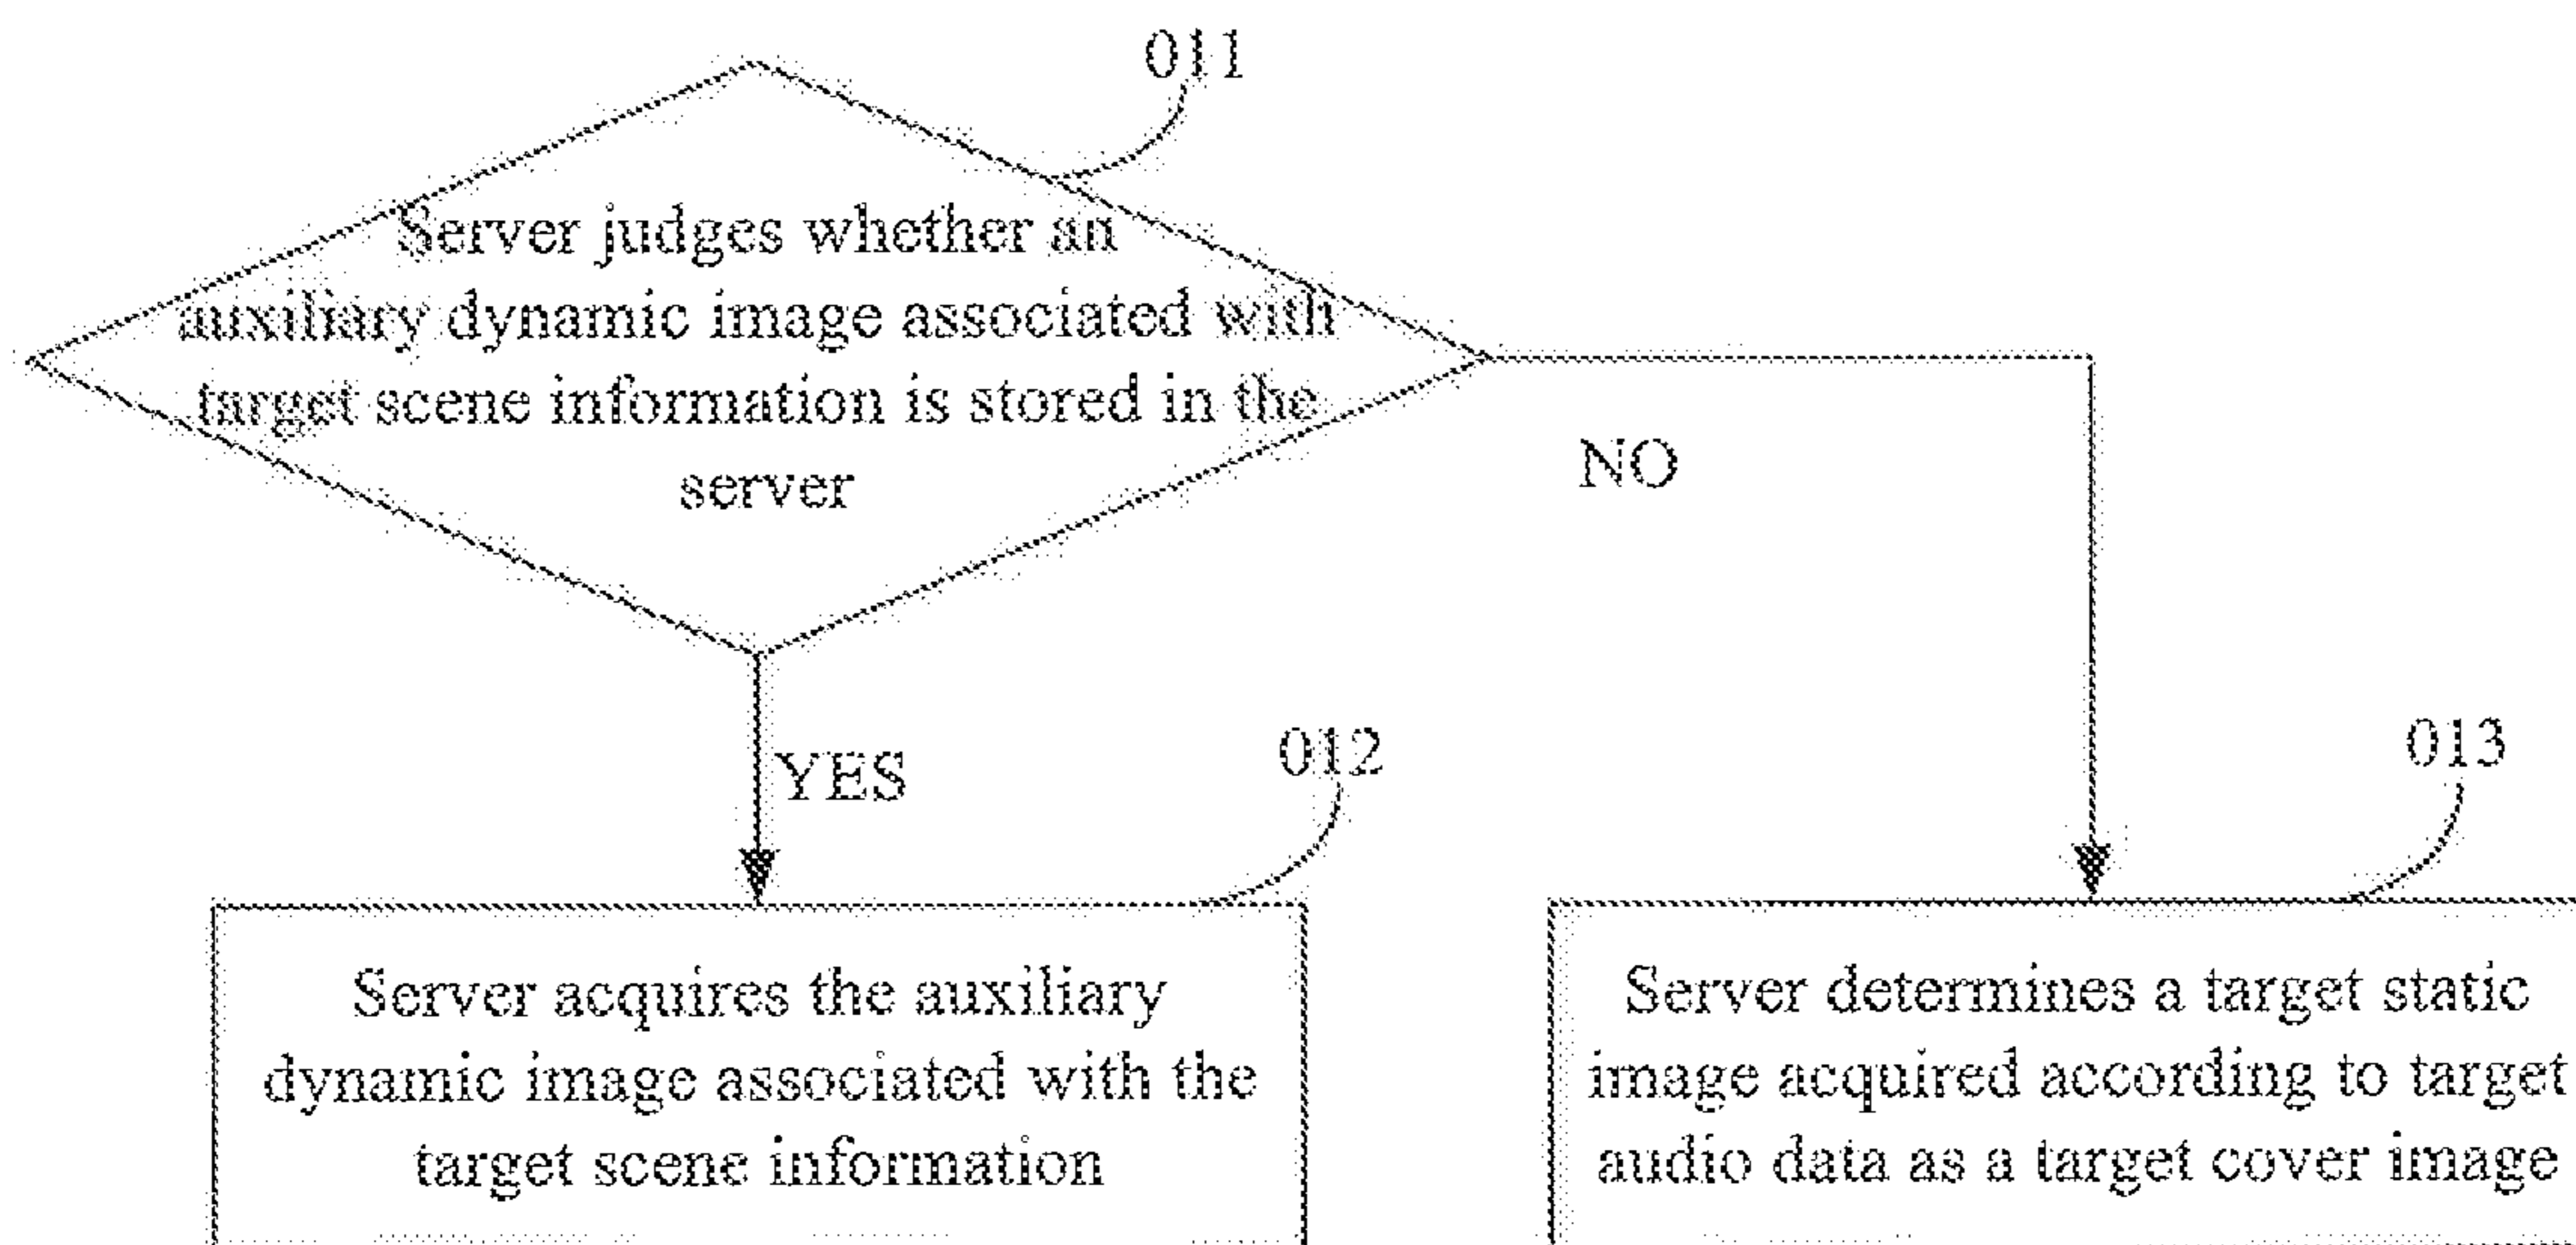 011
Server judges whether an
auxiliary dynamic image associated with
target scene information is stored in the
server
NO
YES
012
013
Server acquires the auxiliary
dynamic image associated with the
target scene information
Server determines a target static
image acquired according to target
audio data as a target cover image